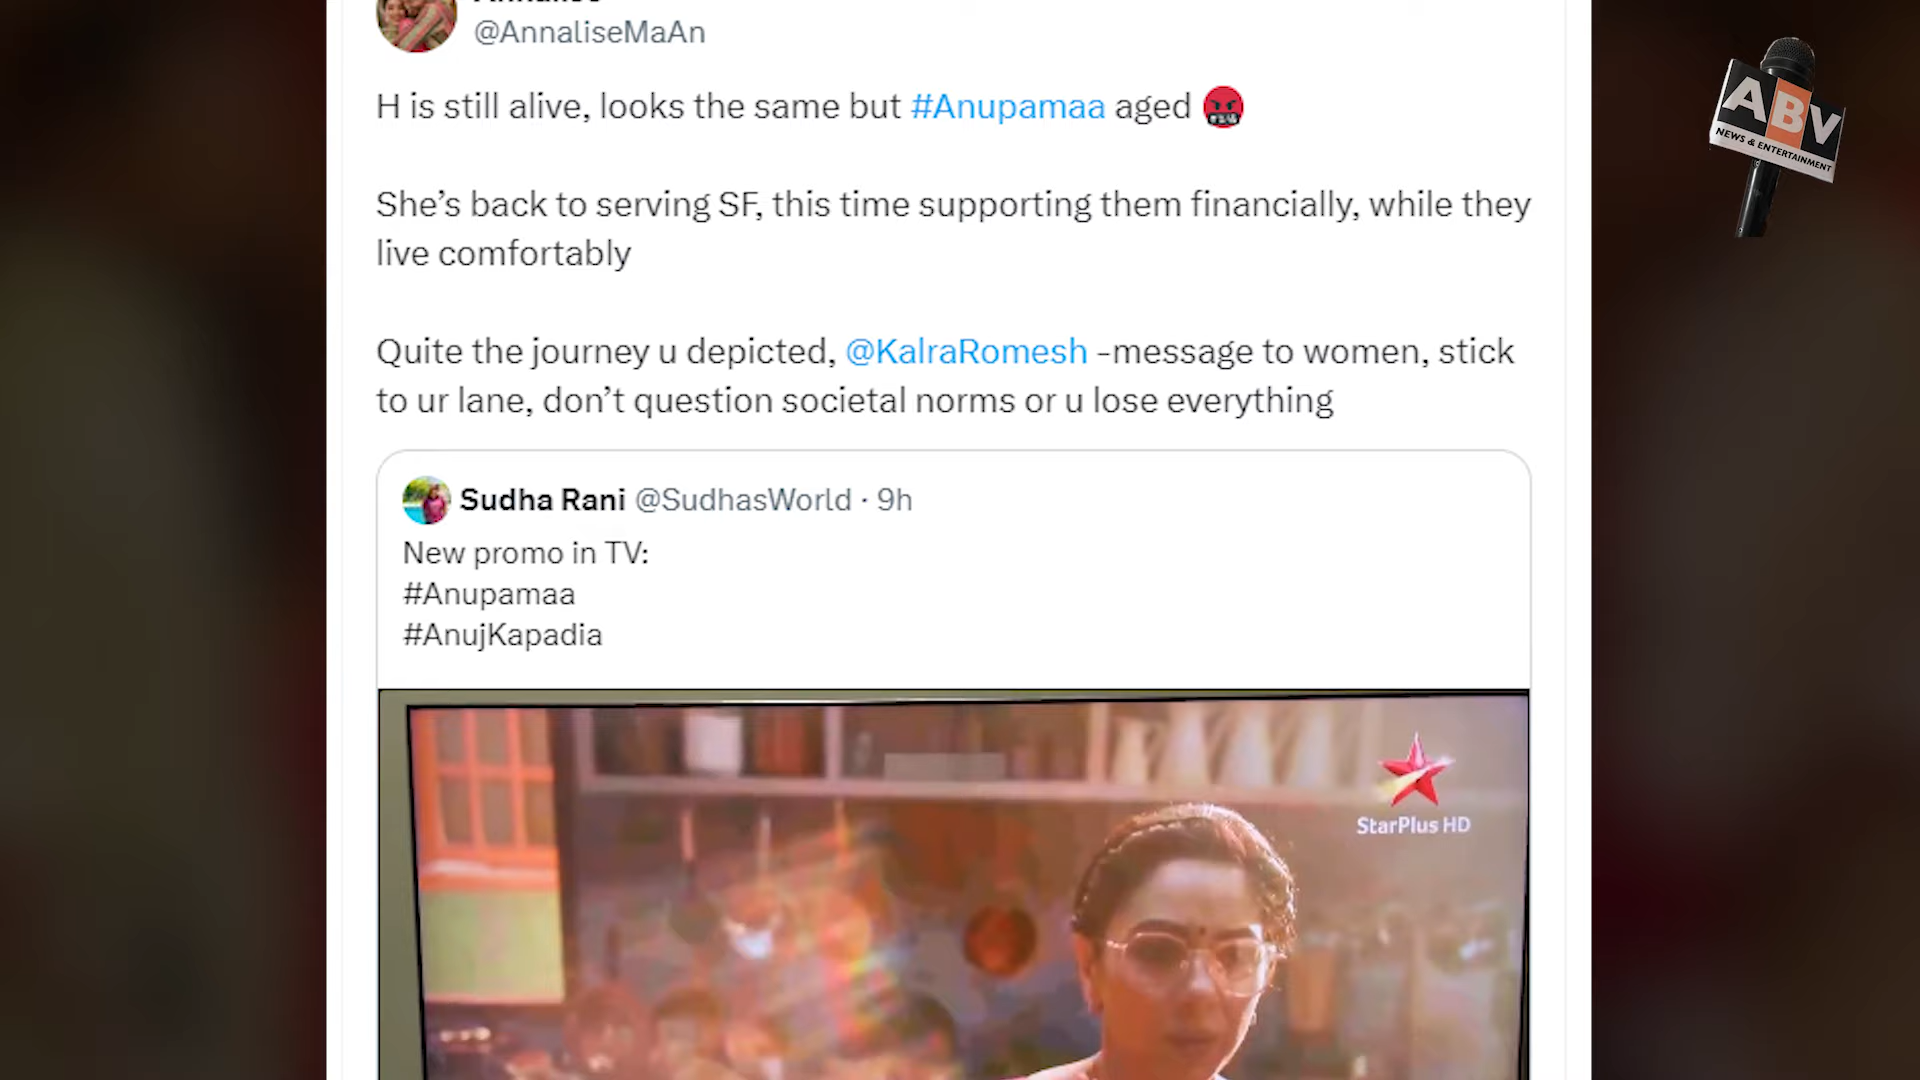 @AnnaliseMaAn
H is still alive, looks the same but #Anupamaa aged
She’s back to serving SF, this time supporting them financially, while they
live comfortably
Quite the journey u depicted, @KalraRomesh -message to women, stick
to ur lane, don’t question societal norms or u lose everything
Sudha Rani @SudhasWorld · 9h
New promo in TV:
#Anupamaa
#AnujKapadia
StarPlus HD
ABV
NEWS & ENTERTAINMENT